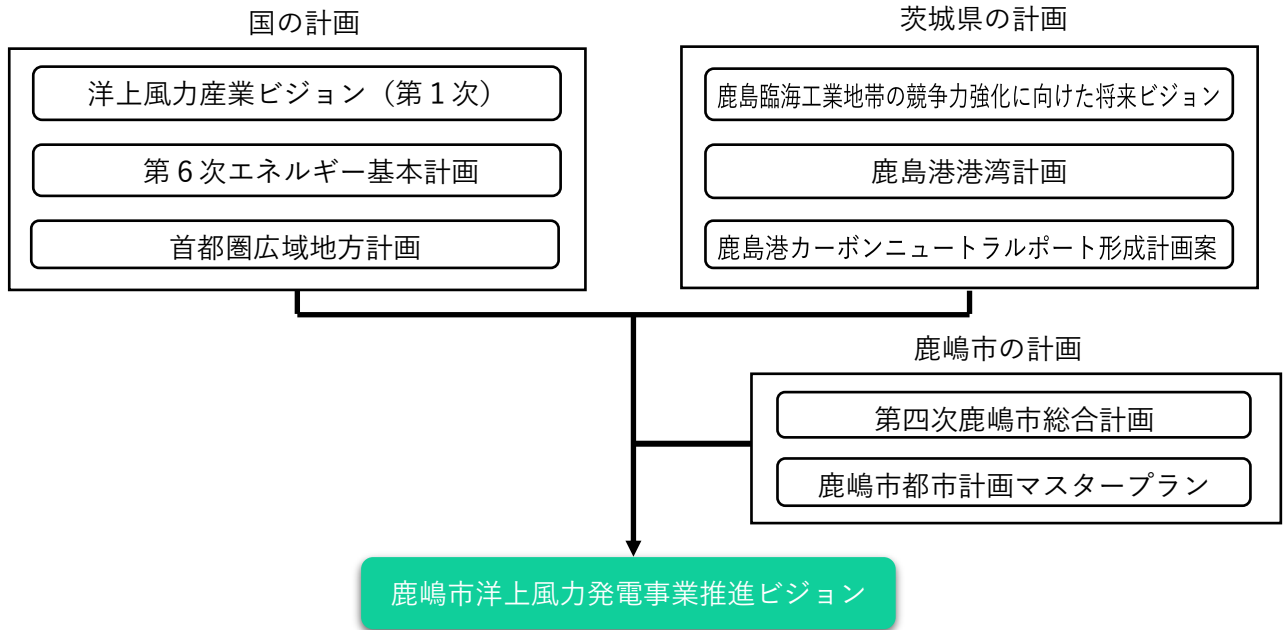 国の計画
洋上風力産業ビジョン（第１次）
第６次エネルギー基本計画
首都圏広域地方計画
茨城県の計画
鹿島臨海工業地帯の競争力強化に向けた将来ビジョン
鹿島港港湾計画
鹿島港カーボンニュートラルポート形成計画案
鹿嶋市の計画
第四次鹿嶋市総合計画
鹿嶋市都市計画マスタープラン
鹿嶋市洋上風力発電事業推進ビジョン